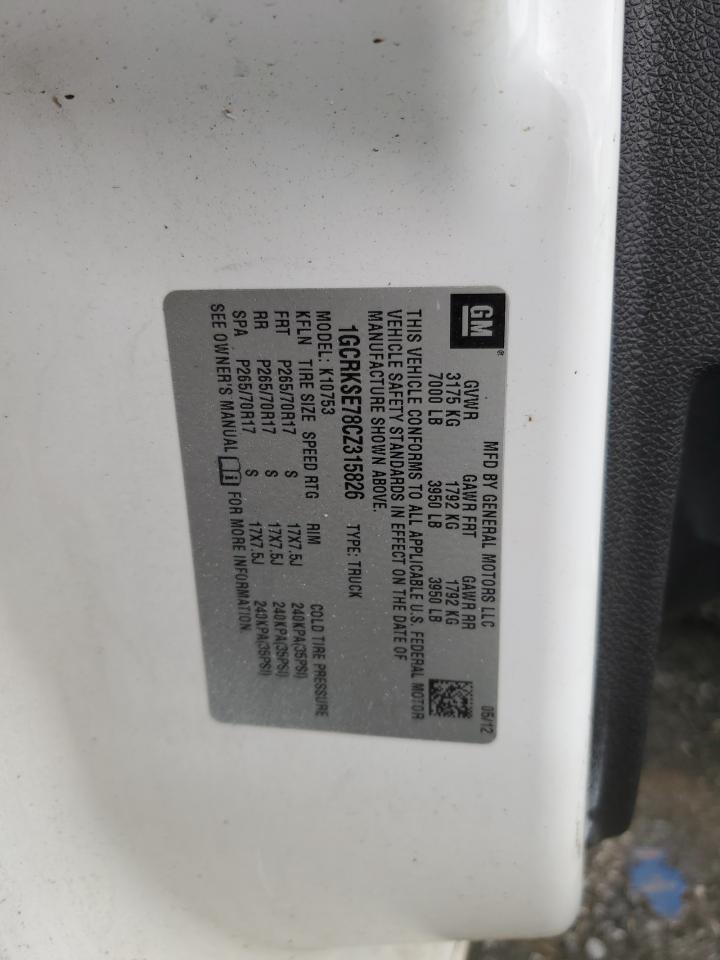 GM®
MFD BY GENERAL MOTORS LLC 05/12
GVWR GAWR FRT GAWR RR
3175 KG 1792 KG 1792 KG
7000 LB 3950 LB 3950 LB
THIS VEHICLE CONFORMS TO ALL APPLICABLE U.S. FEDERAL MOTOR
VEHICLE SAFETY STANDARDS IN EFFECT ON THE DATE OF
MANUFACTURE SHOWN ABOVE.
1GCRKSE78CZ315826 TYPE: TRUCK
MODEL: K10753
KFLN TIRE SIZE SPEED RTG RIM COLD TIRE PRESSURE
FRT P265/70R17 S 17X7.5J 240KPA(35PSI)
RR P265/70R17 S 17X7.5J 240KPA(35PSI)
SPA P265/70R17 S 17X7.5J 240KPA(35PSI)
SEE OWNER'S MANUAL i FOR MORE INFORMATION.